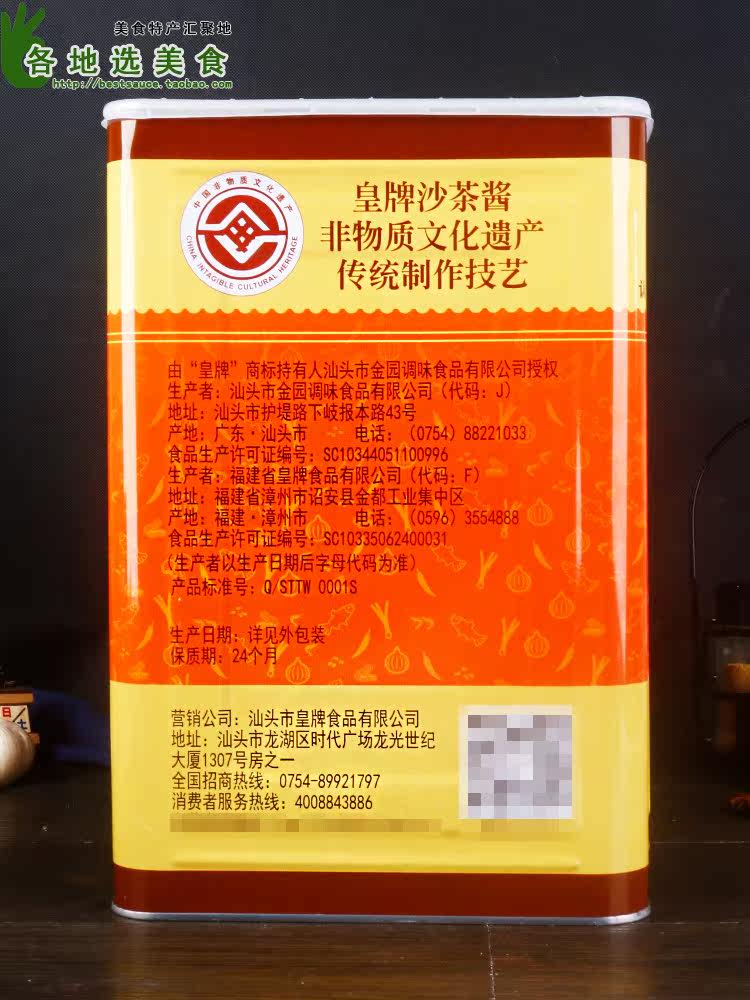 美食特产汇聚地
各地选美食
http://bestsauce.taobao.com
中国非物质文化遗产
CHINA INTAGIBLE CULTURAL HERITAGE
皇牌沙茶酱
非物质文化遗产
传统制作技艺
由“皇牌”商标持有人汕头市金园调味食品有限公司授权
生产者：汕头市金园调味食品有限公司（代码：J）
地址：汕头市护堤路下岐报本路43号
产地：广东·汕头市 电话：（0754）88221033
食品生产许可证编号：SC10344051100996
生产者：福建省皇牌食品有限公司（代码：F）
地址：福建省漳州市诏安县金都工业集中区
产地：福建·漳州市 电话：（0596）3554888
食品生产许可证编号：SC10335062400031
（生产者以生产日期后字母代码为准）
产品标准号：Q/STTW 0001S
生产日期：详见外包装
保质期：24个月
营销公司：汕头市皇牌食品有限公司
地址：汕头市龙湖区时代广场龙光世纪
大厦1307号房之一
全国招商热线：0754-89921797
消费者服务热线：4008843886
日